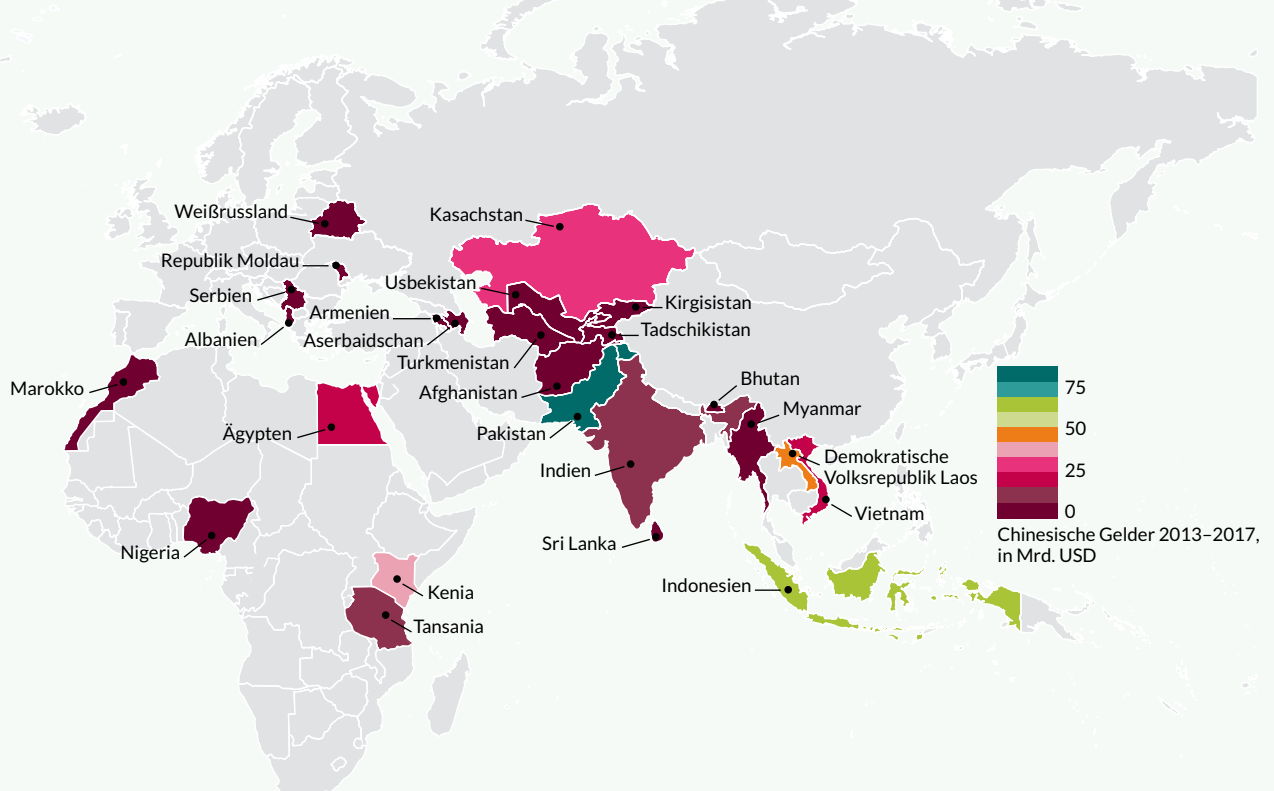 Weißrussland
Kasachstan
Republik Moldau
Usbekistan
Serbien
Kirgisistan
Armenien
Tadschikistan
Albanien
Aserbaidschan
Turkmenistan
Bhutan
75
Marokko
Afghanistan
Myanmar
Ägypten
Pakistan
50
Demokratische
Volksrepublik Laos
Indien
25
Vietnam
0
Sri Lanka
Chinesische Gelder 2013–2017,
in Mrd. USD
Nigeria
Indonesien
Kenia
Tansania